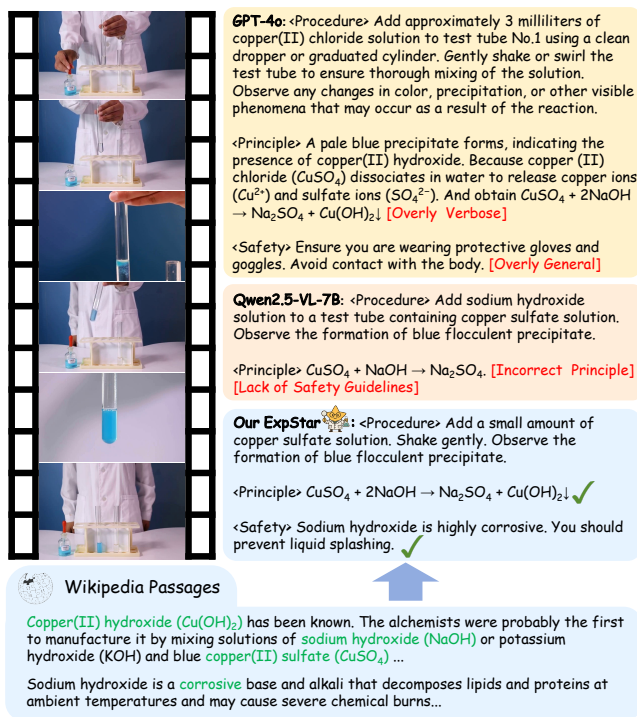 GPT-4o: <Procedure> Add approximately 3 milliliters of
copper(II) chloride solution to test tube No.1 using a clean
dropper or graduated cylinder. Gently shake or swirl the
test tube to ensure thorough mixing of the solution.
Observe any changes in color, precipitation, or other visible
phenomena that may occur as a result of the reaction.
<Principle> A pale blue precipitate forms, indicating the
presence of copper(II) hydroxide. Because copper (II)
chloride (CuSO₄) dissociates in water to release copper ions
(Cu²⁺) and sulfate ions (SO₄²⁻). And obtain CuSO₄ + 2NaOH
→ Na₂SO₄ + Cu(OH)₂↓ [Overly Verbose]
<Safety> Ensure you are wearing protective gloves and
goggles. Avoid contact with the body. [Overly General]
Qwen2.5-VL-7B: <Procedure> Add sodium hydroxide
solution to a test tube containing copper sulfate solution.
Observe the formation of blue flocculent precipitate.
<Principle> CuSO₄ + NaOH → Na₂SO₄. [Incorrect Principle]
[Lack of Safety Guidelines]
Our ExpStar: <Procedure> Add a small amount of
copper sulfate solution. Shake gently. Observe the
formation of blue flocculent precipitate.
<Principle> CuSO₄ + 2NaOH → Na₂SO₄ + Cu(OH)₂↓
<Safety> Sodium hydroxide is highly corrosive. You should
prevent liquid splashing.
Wikipedia Passages
Copper(II) hydroxide (Cu(OH)₂) has been known. The alchemists were probably the first
to manufacture it by mixing solutions of sodium hydroxide (NaOH) or potassium
hydroxide (KOH) and blue copper(II) sulfate (CuSO₄) ...
Sodium hydroxide is a corrosive base and alkali that decomposes lipids and proteins at
ambient temperatures and may cause severe chemical burns...